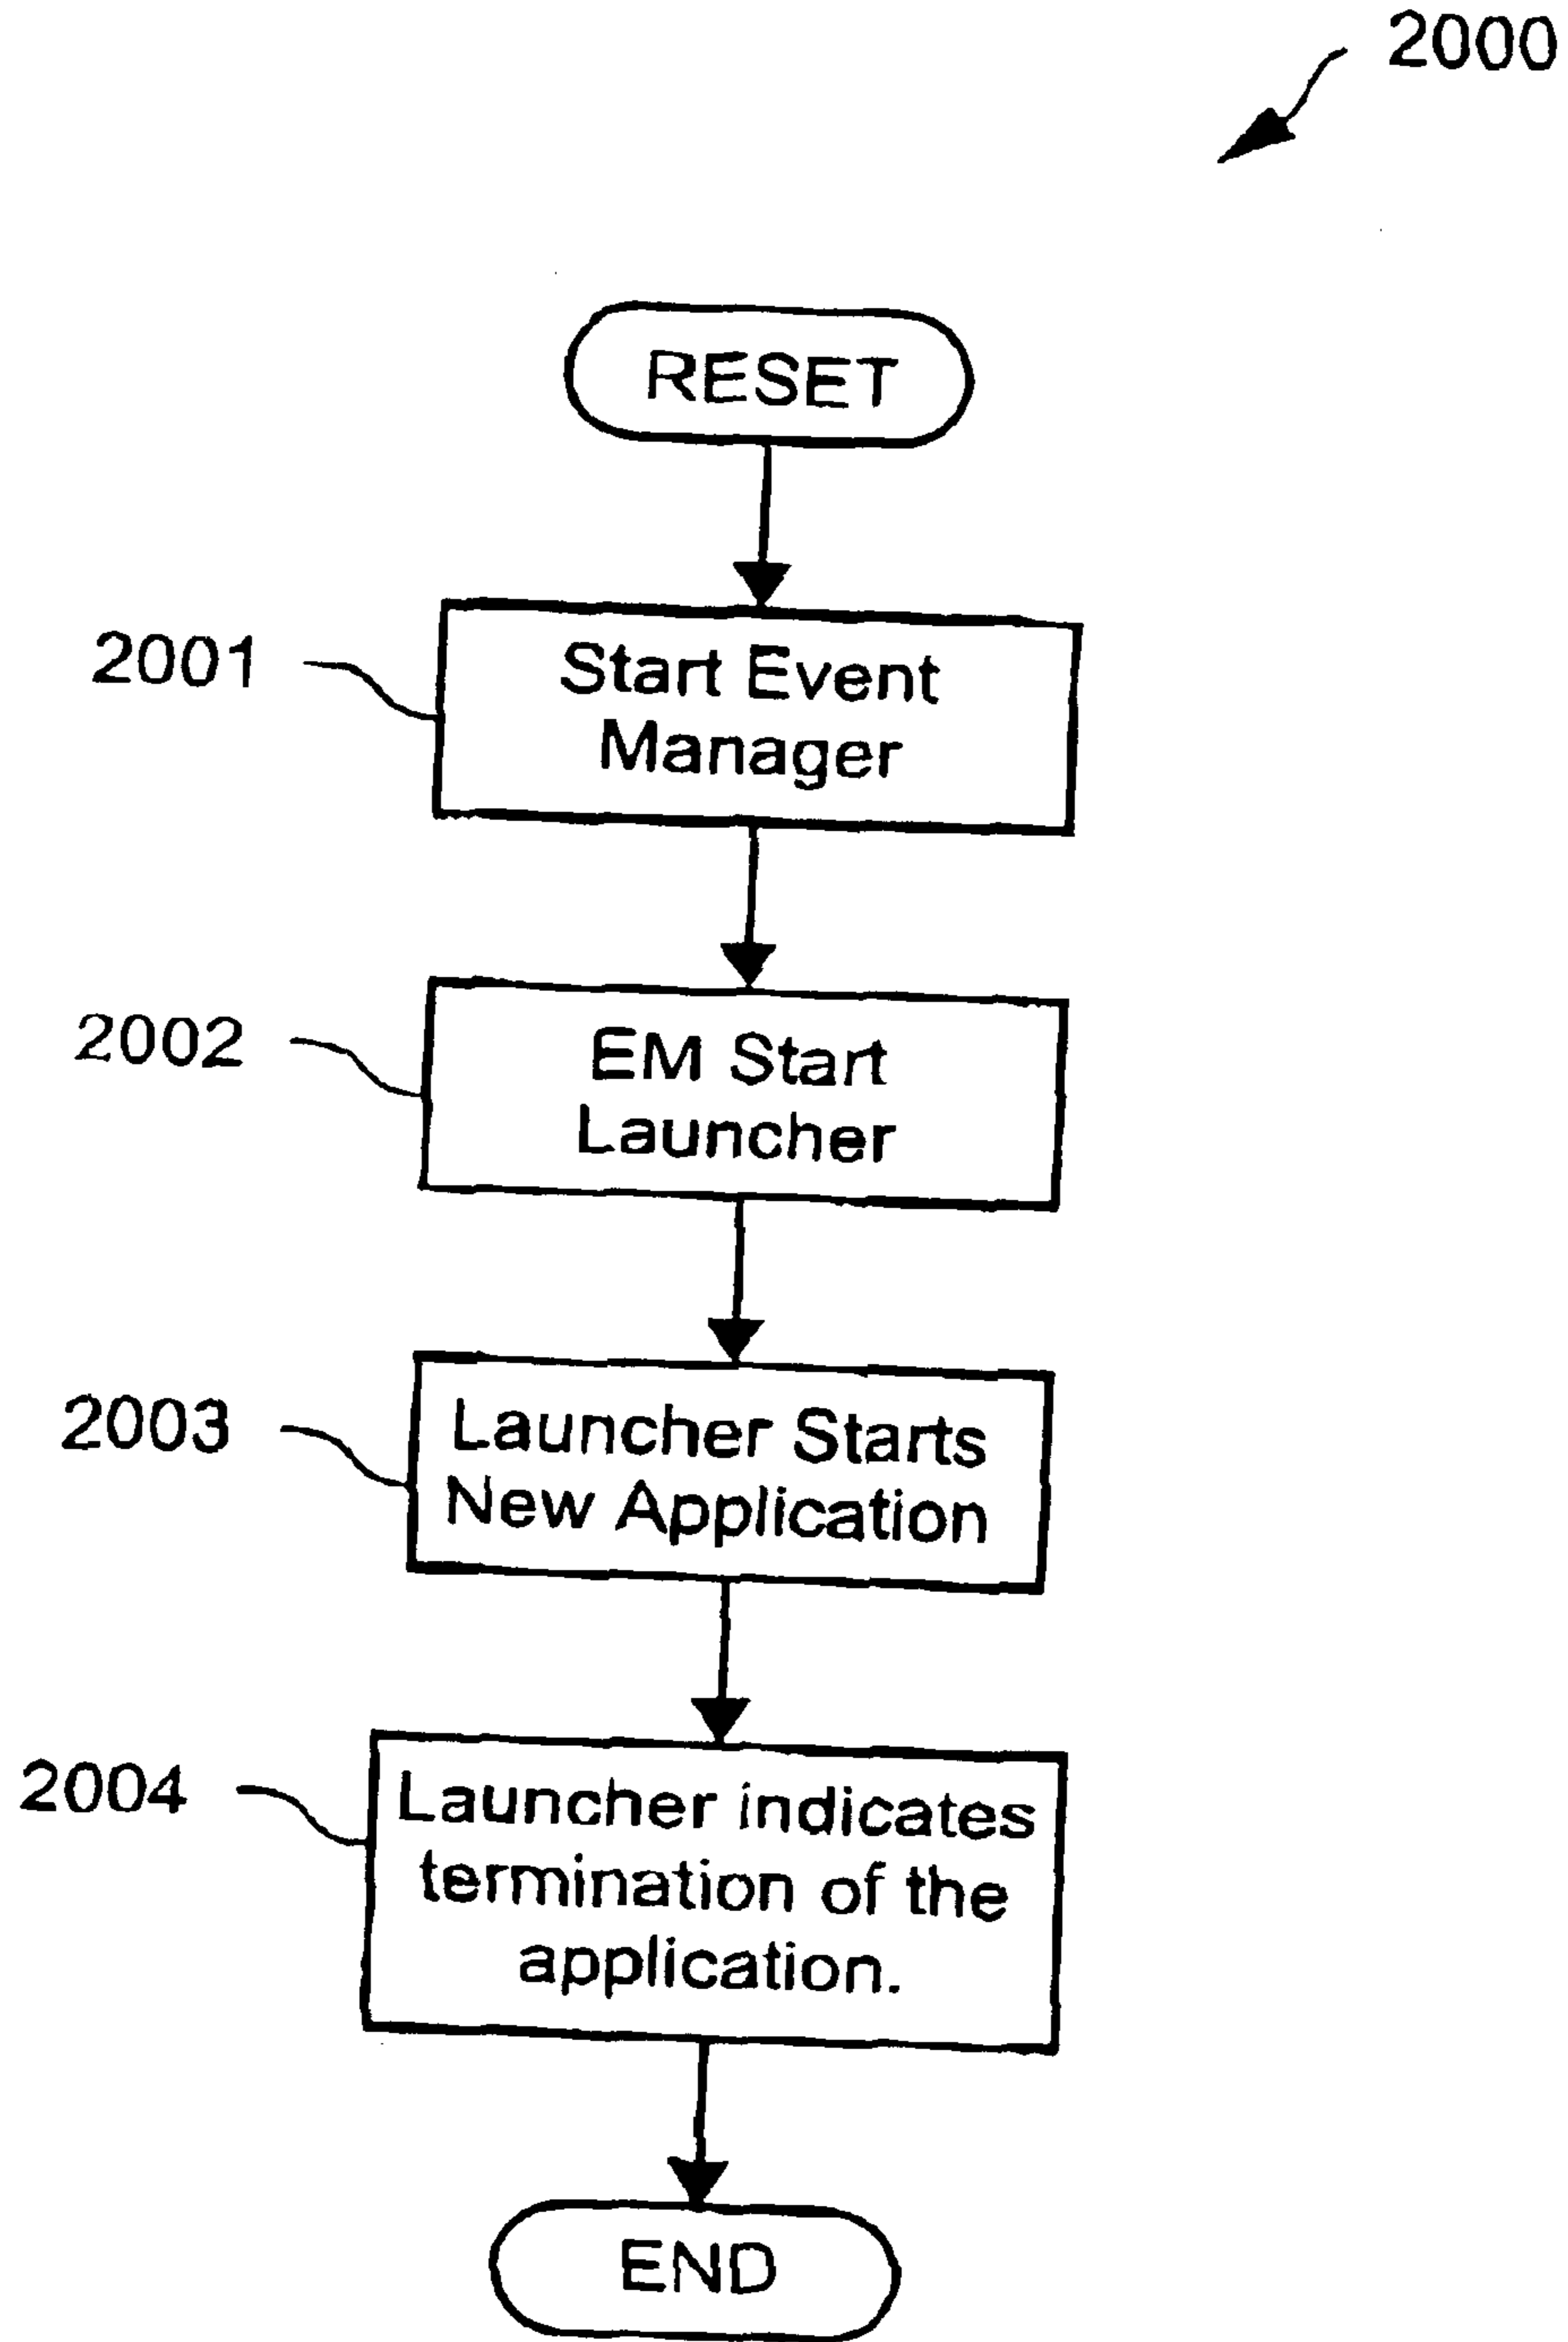 2000
RESET
2001
Start Event
Manager
2002
EM Start
Launcher
2003
Launcher Starts
New Application
2004
Launcher indicates
termination of the
application.
END